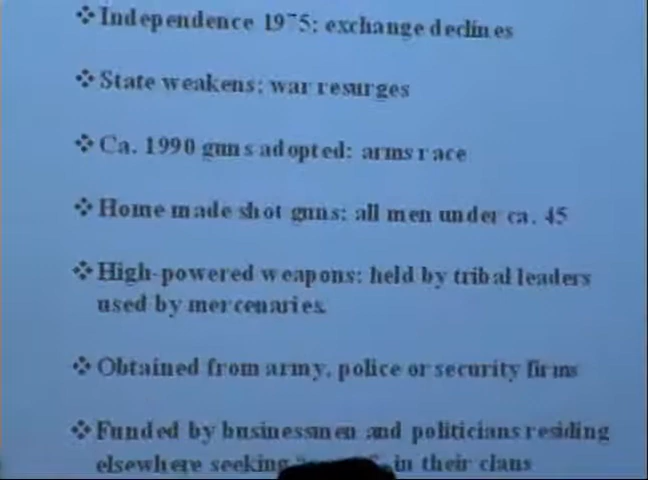 ❖Independence 1975: exchange declines
❖State weakens: war resurges
❖Ca. 1990 guns adopted: arms race
❖Home made shot guns: all men under ca. 45
❖High-powered weapons: held by tribal leaders
used by mercenaries
❖Obtained from army, police or security firms
❖Funded by businessmen and politicians residing
elsewhere seeking in their clans